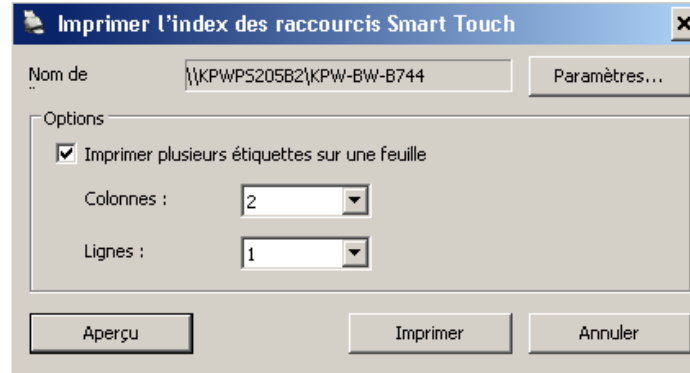 Imprimer l'index des raccourcis Smart Touch
Nom de \\KPWPS205B2\KPW-BW-B744 Paramètres...
Options
Imprimer plusieurs étiquettes sur une feuille
Colonnes : 2
Lignes : 1
Aperçu Imprimer Annuler